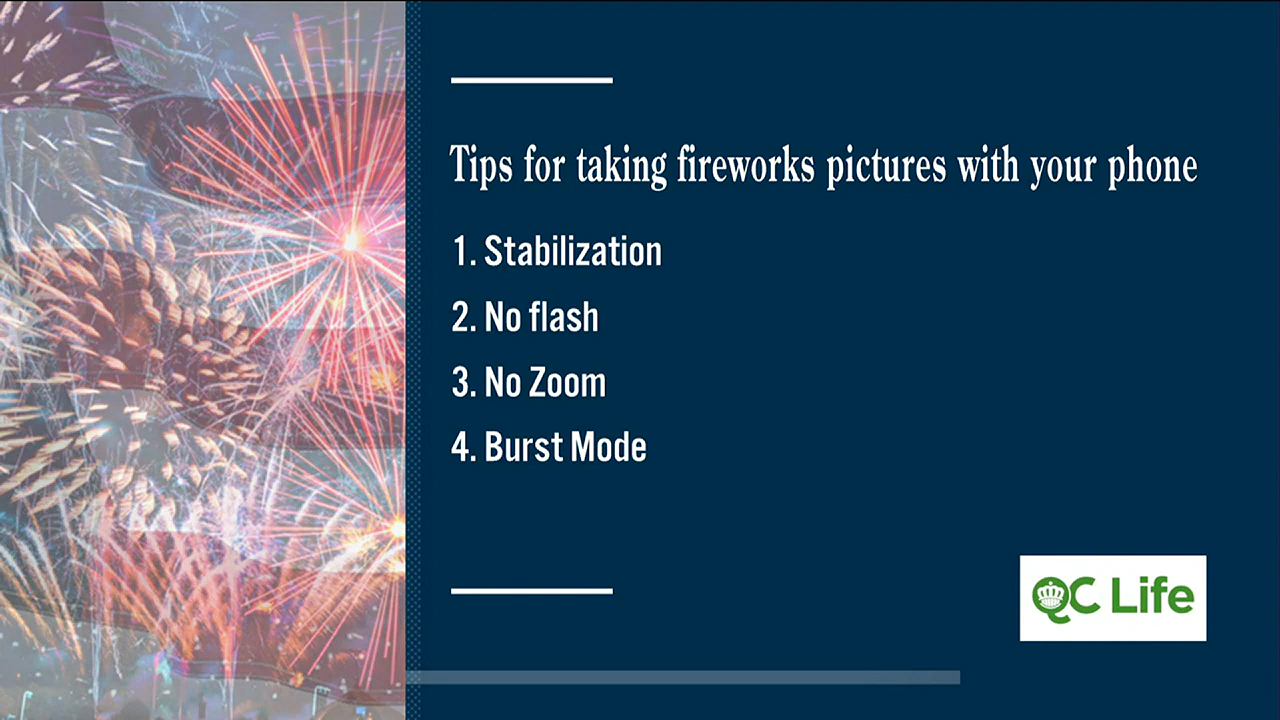 Tips for taking fireworks pictures with your phone
1. Stabilization
2. No flash
3. No Zoom
4. Burst Mode
QC Life